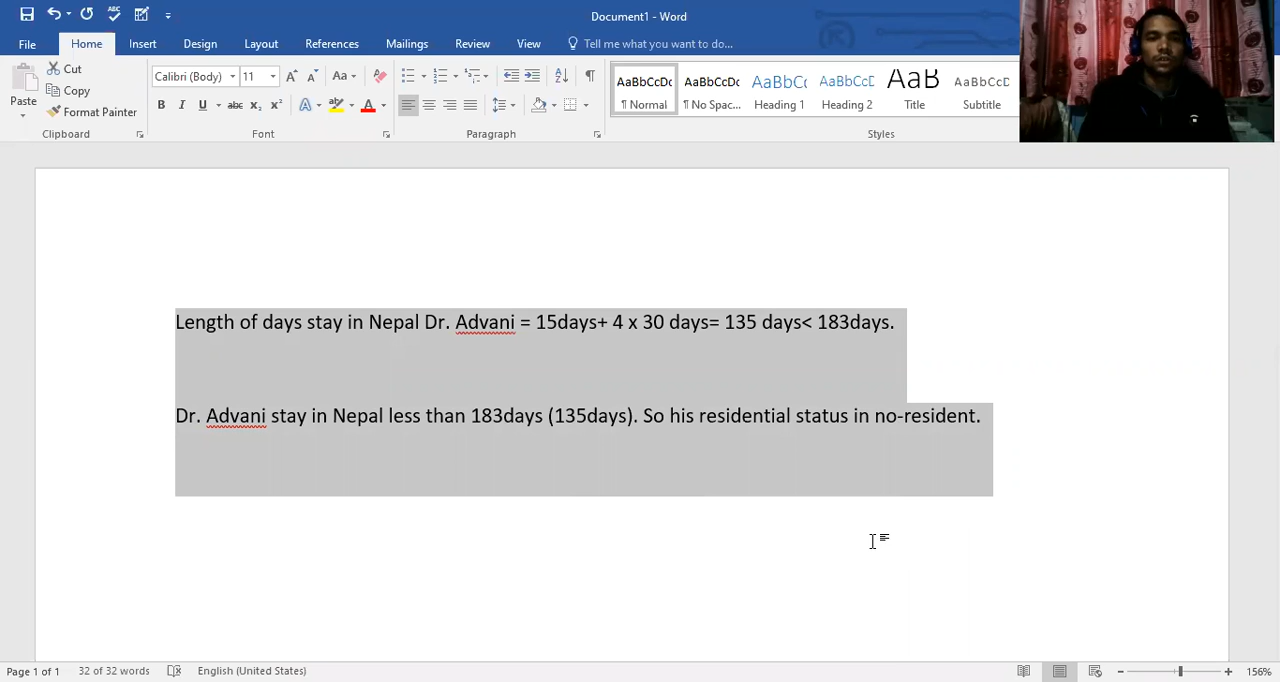 Document1 - Word
File Home Insert Design Layout References Mailings Review View Tell me what you want to do...
Paste
Cut
Copy
Format Painter
Calibri (Body) 11
AaBbCcDc AaBbCcDc AaBbCc AaBbCcD AaB AaBbCcD
¶ Normal ¶ No Spac... Heading 1 Heading 2 Title Subtitle
Clipboard Font Paragraph Styles
Length of days stay in Nepal Dr. Advani = 15days+ 4 x 30 days= 135 days< 183days.
Dr. Advani stay in Nepal less than 183days (135days). So his residential status in no-resident.
Page 1 of 1 32 of 32 words English (United States) 156%